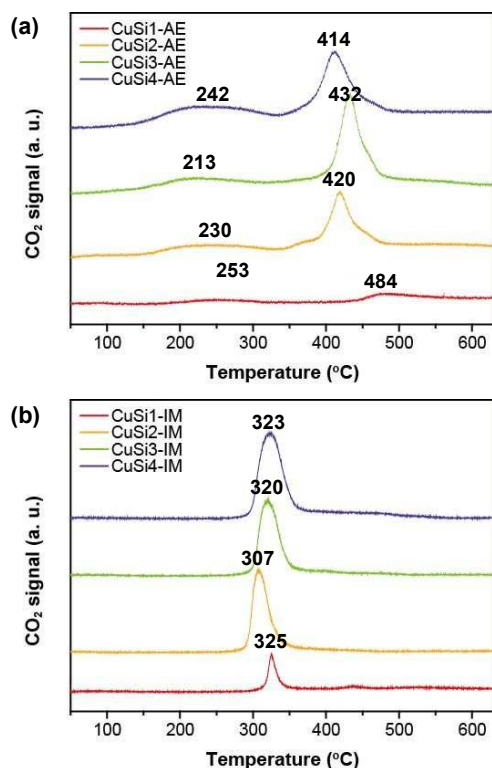 (a)
CuSi1-AE
CuSi2-AE
CuSi3-AE
CuSi4-AE
414
242
432
213
420
230
253
484
CO2 signal (a. u.)
100 200 300 400 500 600
Temperature (oC)
(b)
CuSi1-IM
CuSi2-IM
CuSi3-IM
CuSi4-IM
323
320
307
325
CO2 signal (a. u.)
100 200 300 400 500 600
Temperature (oC)